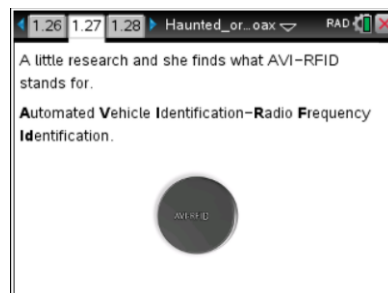 1.26 1.27 1.28 Haunted_or…oax RAD
A little research and she finds what AVI-RFID
stands for.
Automated Vehicle Identification-Radio Frequency
Identification.
AVI-RFID